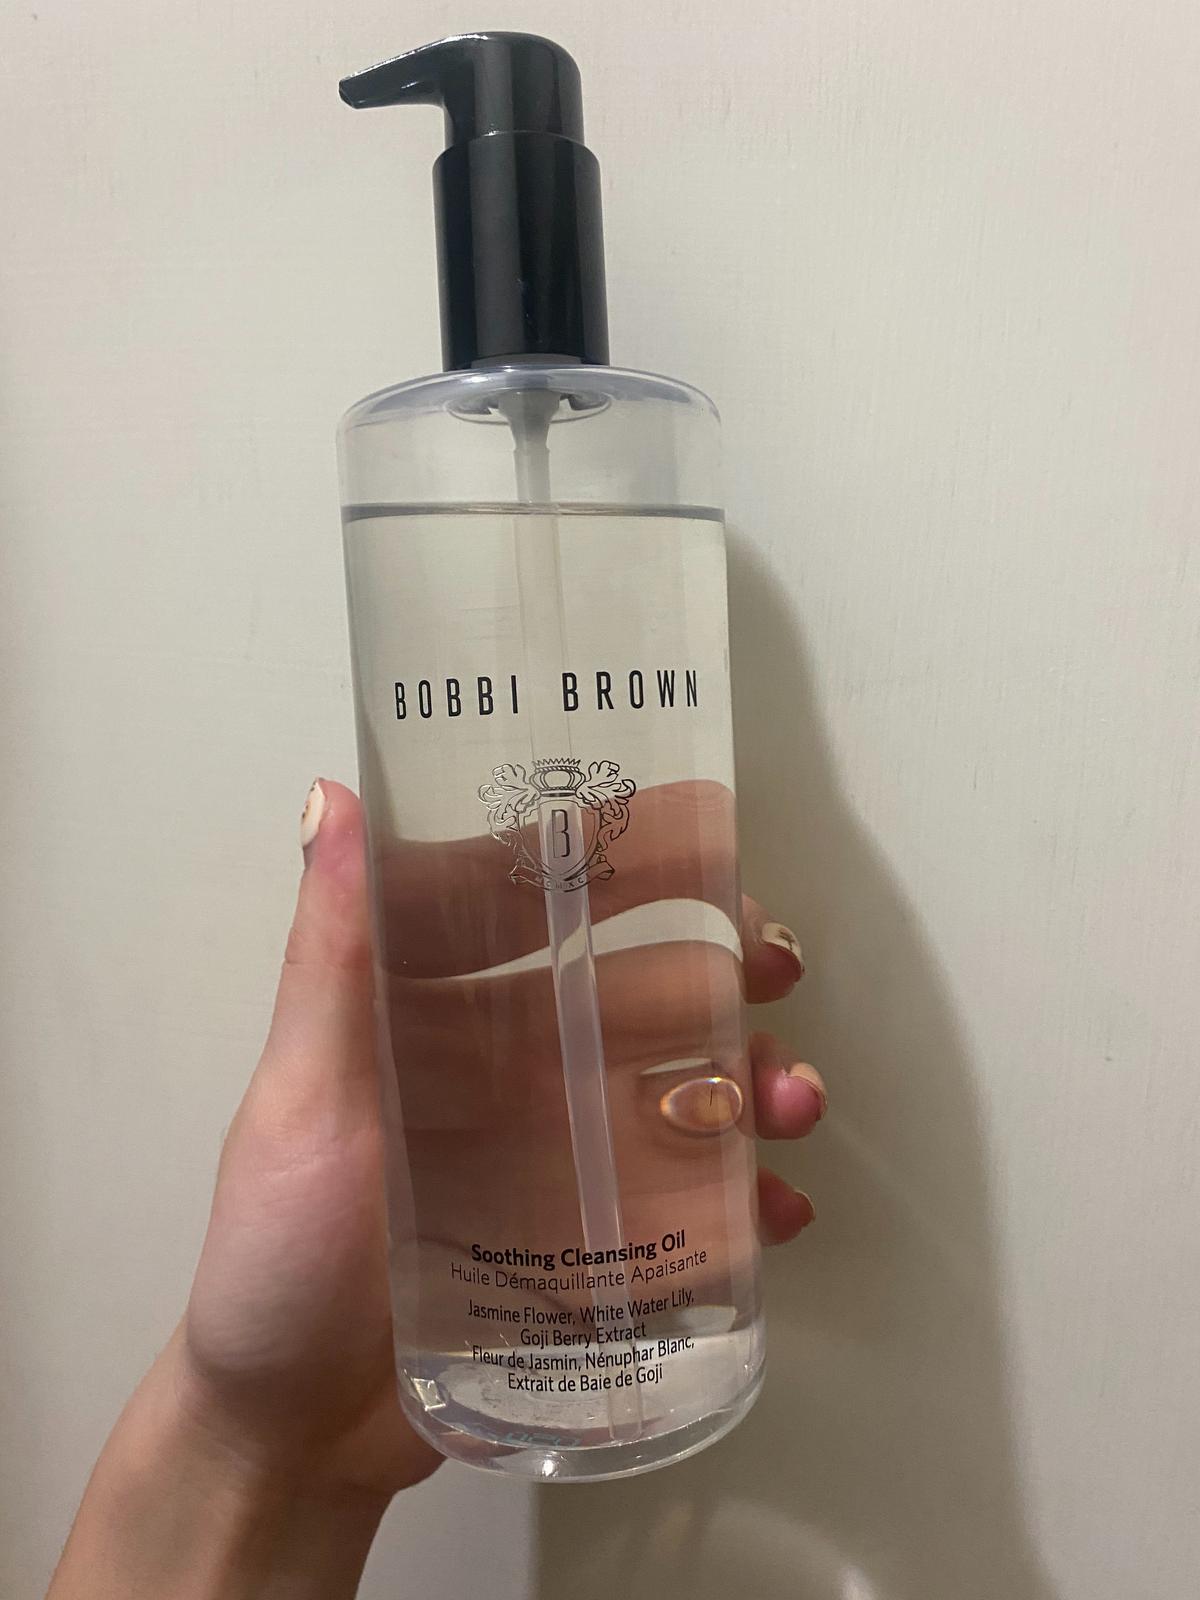 BOBBI BROWN
B
MCMXCI
Soothing Cleansing Oil
Huile Démaquillante Apaisante
Jasmine Flower, White Water Lily,
Goji Berry Extract
Fleur de Jasmin, Nénuphar Blanc,
Extrait de Baie de Goji